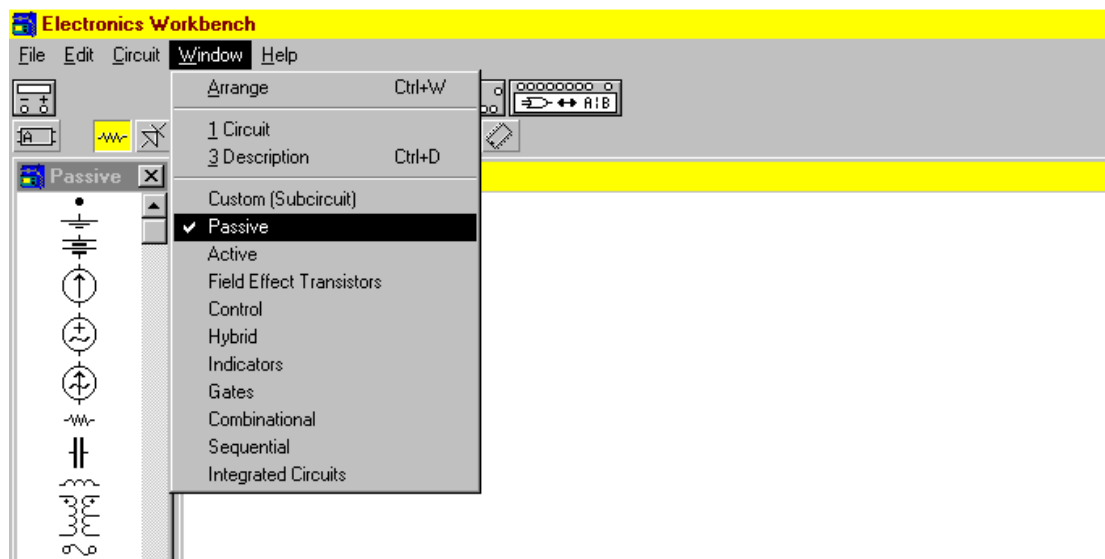 Electronics Workbench
File Edit Circuit Window Help
Arrange Ctrl+W
A|B
A
1 Circuit
3 Description Ctrl+D
Passive
Custom (Subcircuit)
Passive
Active
Field Effect Transistors
Control
Hybrid
Indicators
Gates
Combinational
Sequential
Integrated Circuits